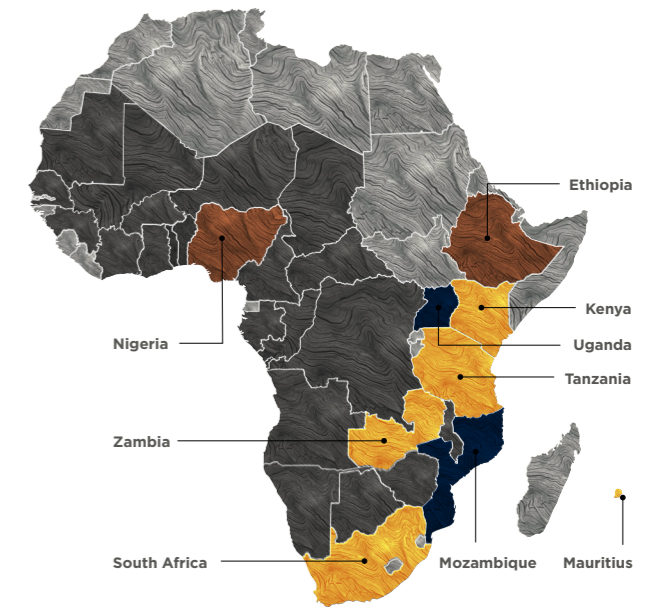 Ethiopia
Kenya
Nigeria
Uganda
Tanzania
Zambia
South Africa
Mozambique
Mauritius